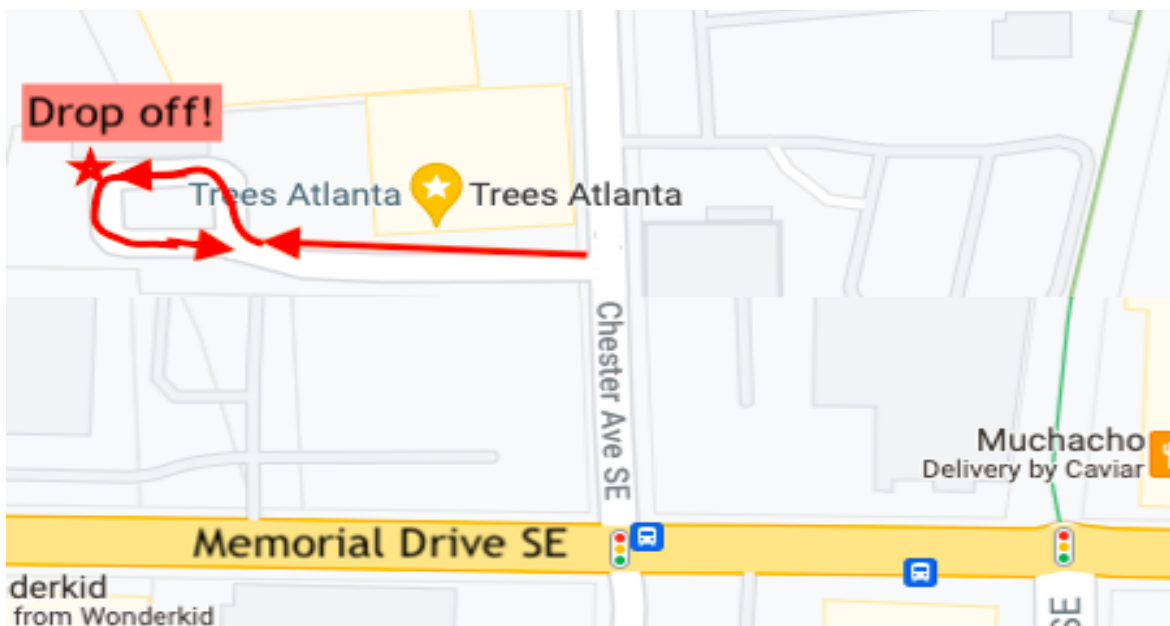 Drop off!
Trees Atlanta
Trees Atlanta
Chester Ave SE
Muchacho
Delivery by Caviar
Memorial Drive SE
derkid
from Wonderkid
SE